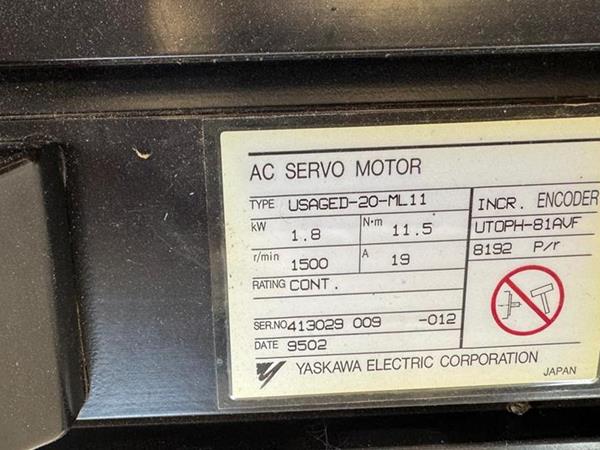 AC SERVO MOTOR
TYPE USAGED-20-ML11
kW 1.8 N·m 11.5
r/min 1500 A 19
RATING CONT.
SER.NO 413029 009 -012
DATE 9502
INCR. ENCODER
UTOPH-81AVF
8192 P/r
YASKAWA ELECTRIC CORPORATION
JAPAN